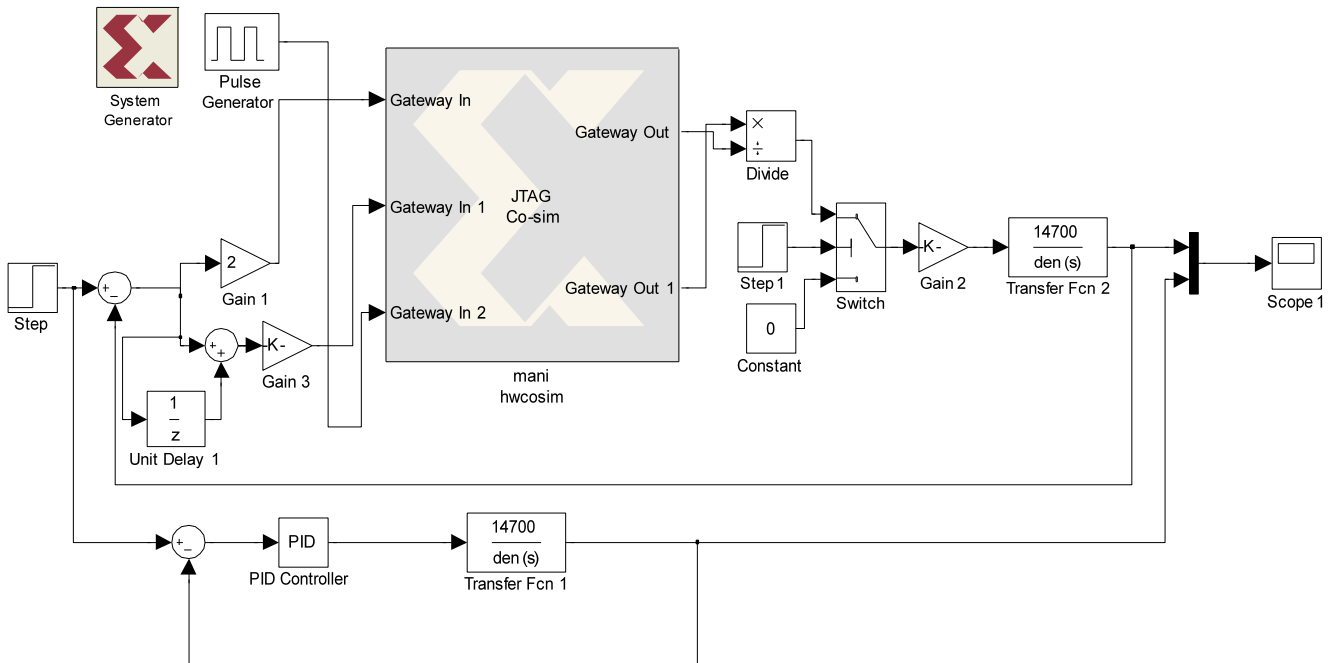 System
Generator
Pulse
Generator
Gateway In
Gateway Out
×
÷
Divide
JTAG
Co-sim
Gateway In 1
Step 1
Switch
-K-
Gain 2
14700
den(s)
Transfer Fcn 2
Scope 1
Step
+
−
2
Gain 1
Gateway Out 1
Gateway In 2
0
Constant
+
+
-K-
Gain 3
mani
hwcosim
1
z
Unit Delay 1
+
−
PID
PID Controller
14700
den(s)
Transfer Fcn 1